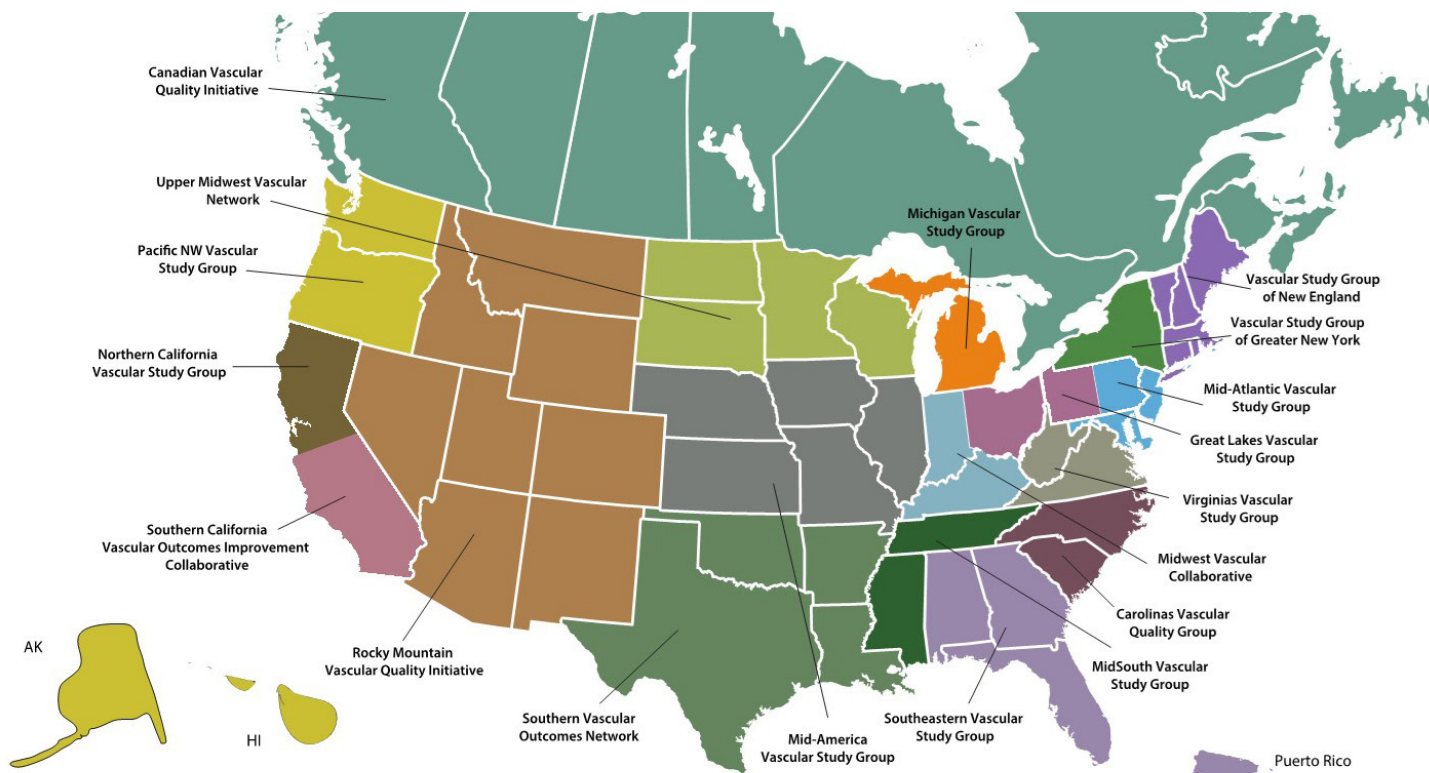 Canadian Vascular
Quality Initiative
Upper Midwest Vascular
Network
Michigan Vascular
Study Group
Pacific NW Vascular
Study Group
Vascular Study Group
of New England
Vascular Study Group
of Greater New York
Northern California
Vascular Study Group
Mid-Atlantic Vascular
Study Group
Great Lakes Vascular
Study Group
Virginias Vascular
Study Group
Southern California
Vascular Outcomes Improvement
Collaborative
Midwest Vascular
Collaborative
Carolinas Vascular
Quality Group
AK
Rocky Mountain
Vascular Quality Initiative
MidSouth Vascular
Study Group
HI
Southern Vascular
Outcomes Network
Mid-America
Vascular Study Group
Southeastern Vascular
Study Group
Puerto Rico